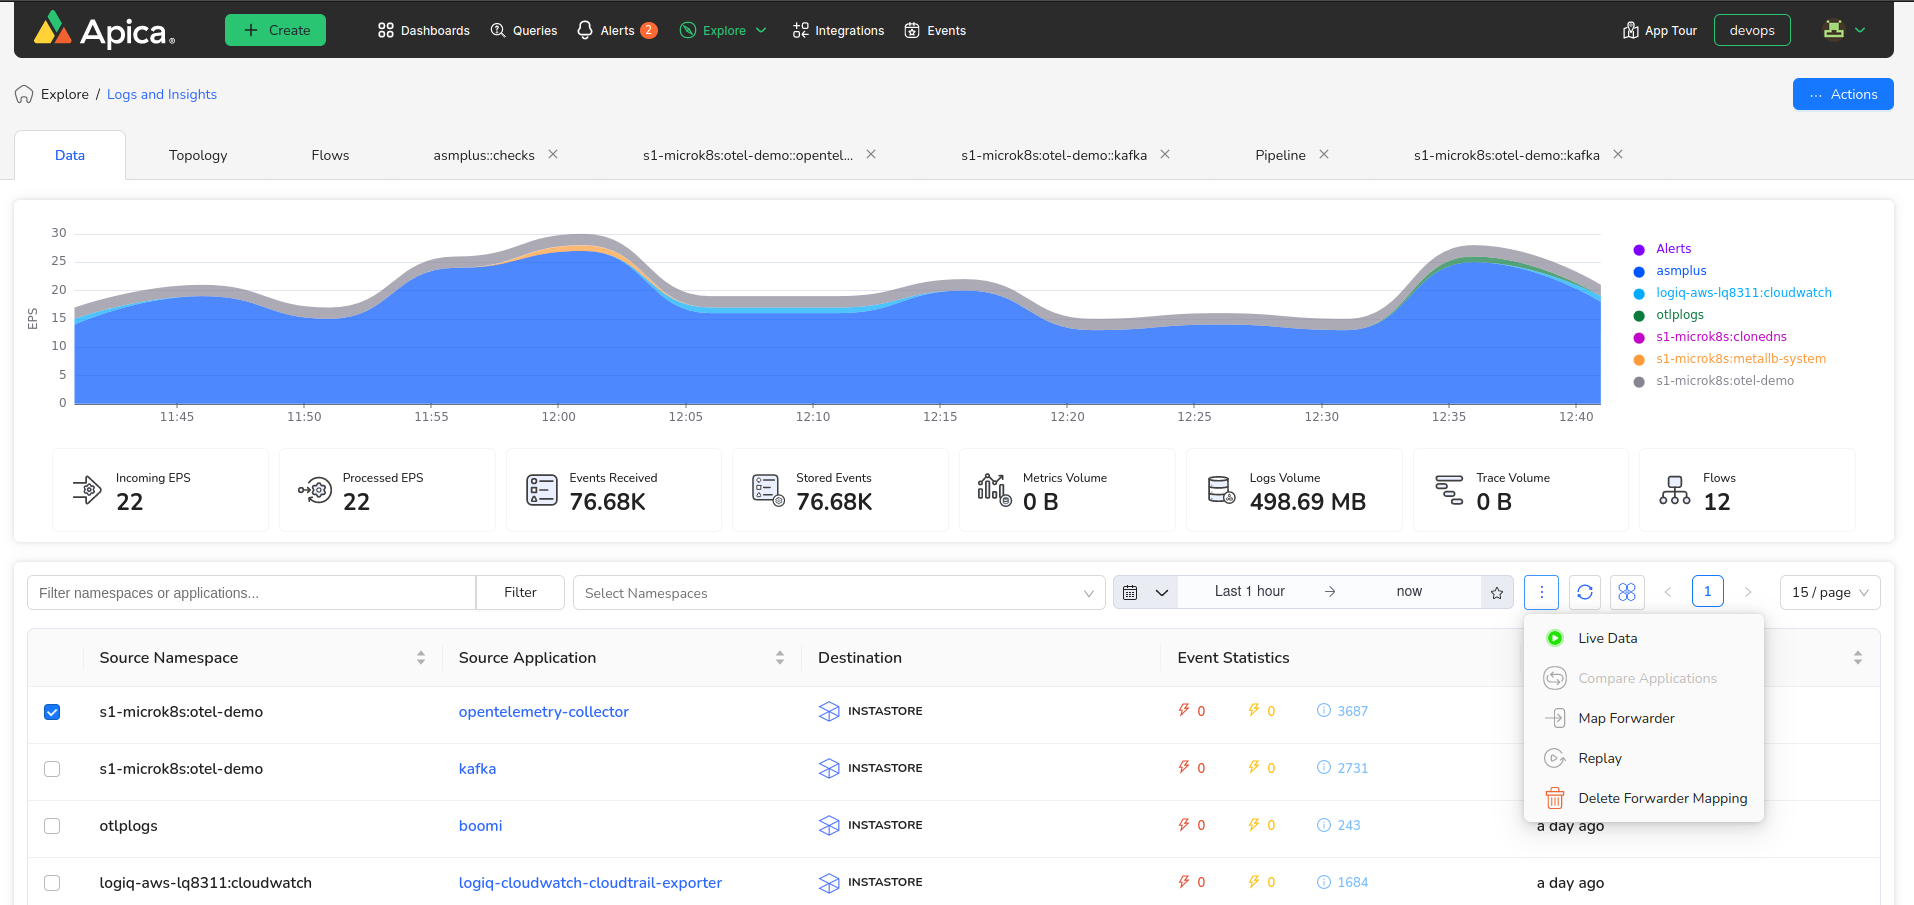 Apica®
Create
Dashboards
Queries
Alerts 2
Explore
Integrations
Events
App Tour
devops
Explore / Logs and Insights
... Actions
Data
Topology
Flows
asmplus::checks
s1-microk8s:otel-demo::opentel...
s1-microk8s:otel-demo::kafka
Pipeline
s1-microk8s:otel-demo::kafka
EPS
30
25
20
15
10
5
0
11:45 11:50 11:55 12:00 12:05 12:10 12:15 12:20 12:25 12:30 12:35 12:40
Alerts
asmplus
logiq-aws-lq8311:cloudwatch
otlplogs
s1-microk8s:clonedns
s1-microk8s:metallb-system
s1-microk8s:otel-demo
Incoming EPS
22
Processed EPS
22
Events Received
76.68K
Stored Events
76.68K
Metrics Volume
0 B
Logs Volume
498.69 MB
Trace Volume
0 B
Flows
12
Filter namespaces or applications...
Filter
Select Namespaces
Last 1 hour → now
< 1 >
15 / page
Live Data
Compare Applications
Map Forwarder
Replay
Delete Forwarder Mapping
Source Namespace Source Application Destination Event Statistics
s1-microk8s:otel-demo opentelemetry-collector INSTASTORE 0 0 3687
s1-microk8s:otel-demo kafka INSTASTORE 0 0 2731
otlplogs boomi INSTASTORE 0 0 243 a day ago
logiq-aws-lq8311:cloudwatch logiq-cloudwatch-cloudtrail-exporter INSTASTORE 0 0 1684 a day ago